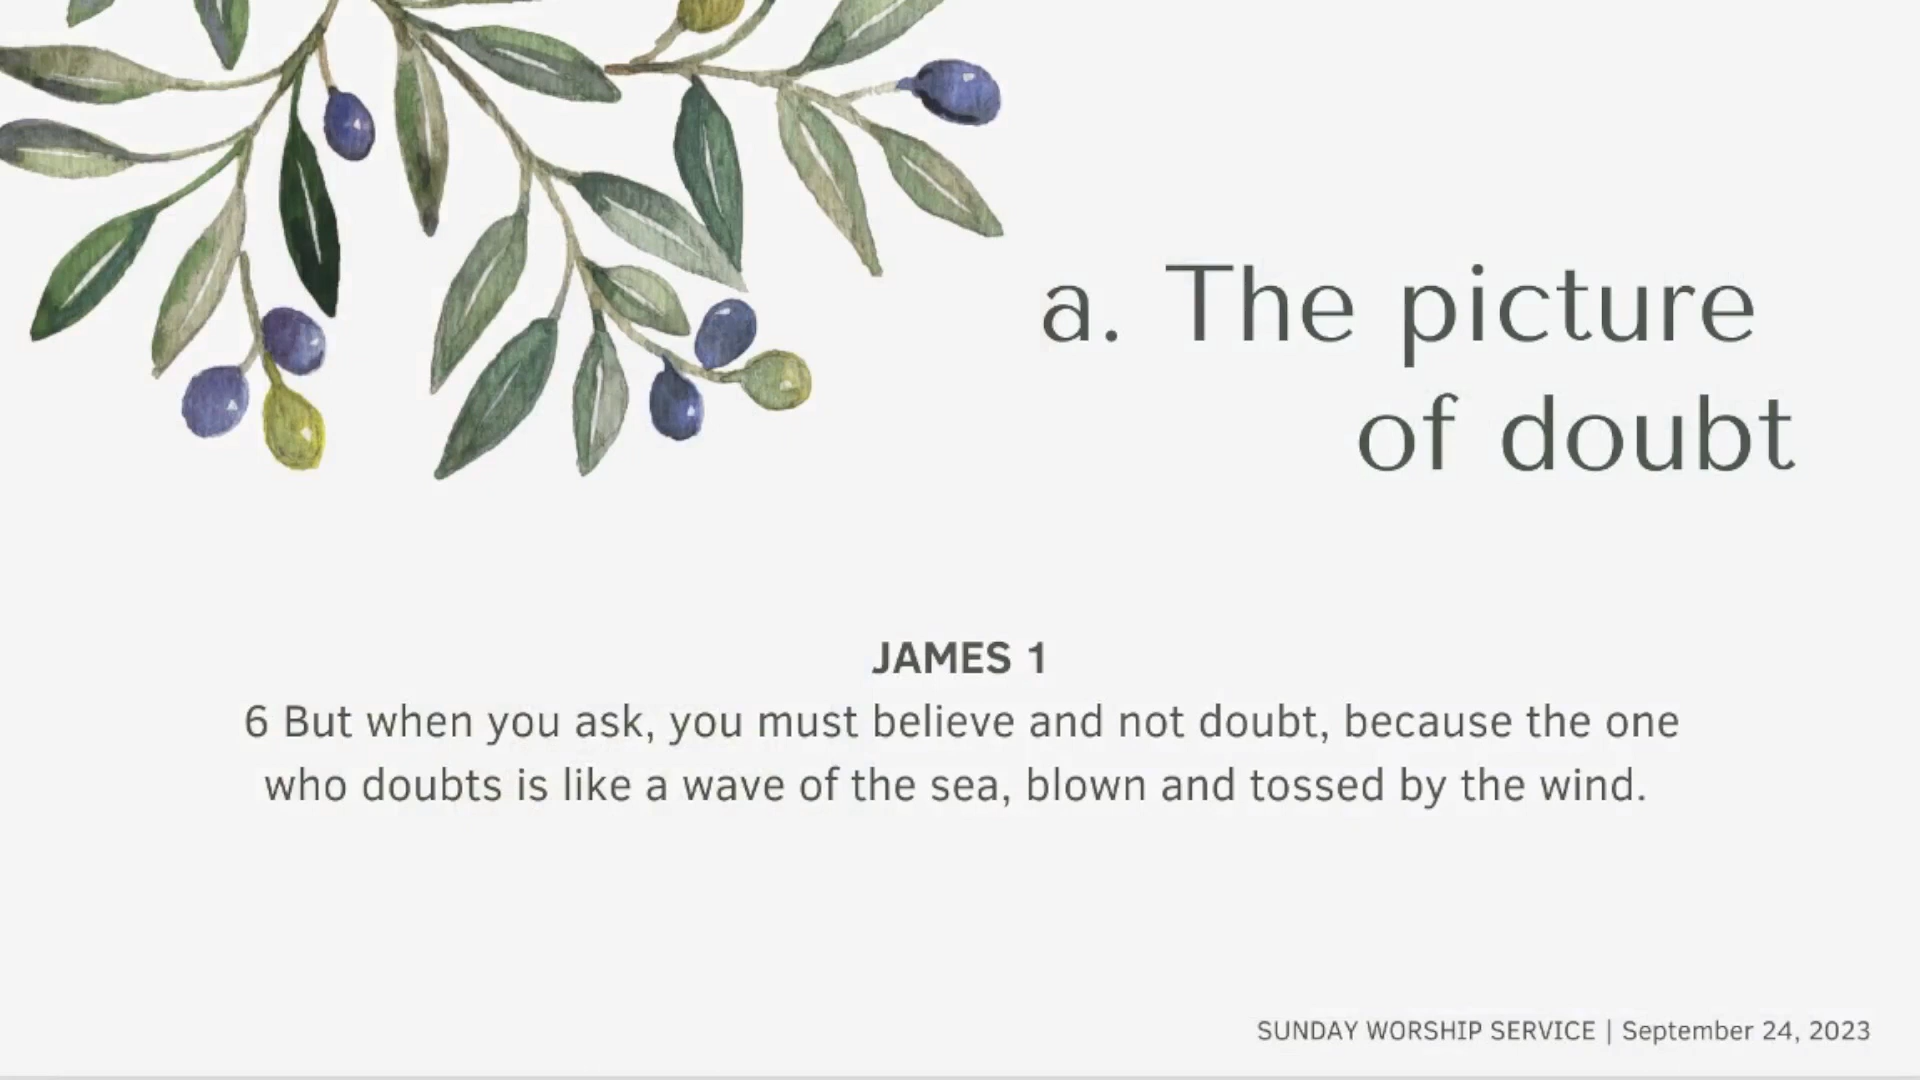 a. The picture
of doubt
JAMES 1
6 But when you ask, you must believe and not doubt, because the one
who doubts is like a wave of the sea, blown and tossed by the wind.
SUNDAY WORSHIP SERVICE | September 24, 2023